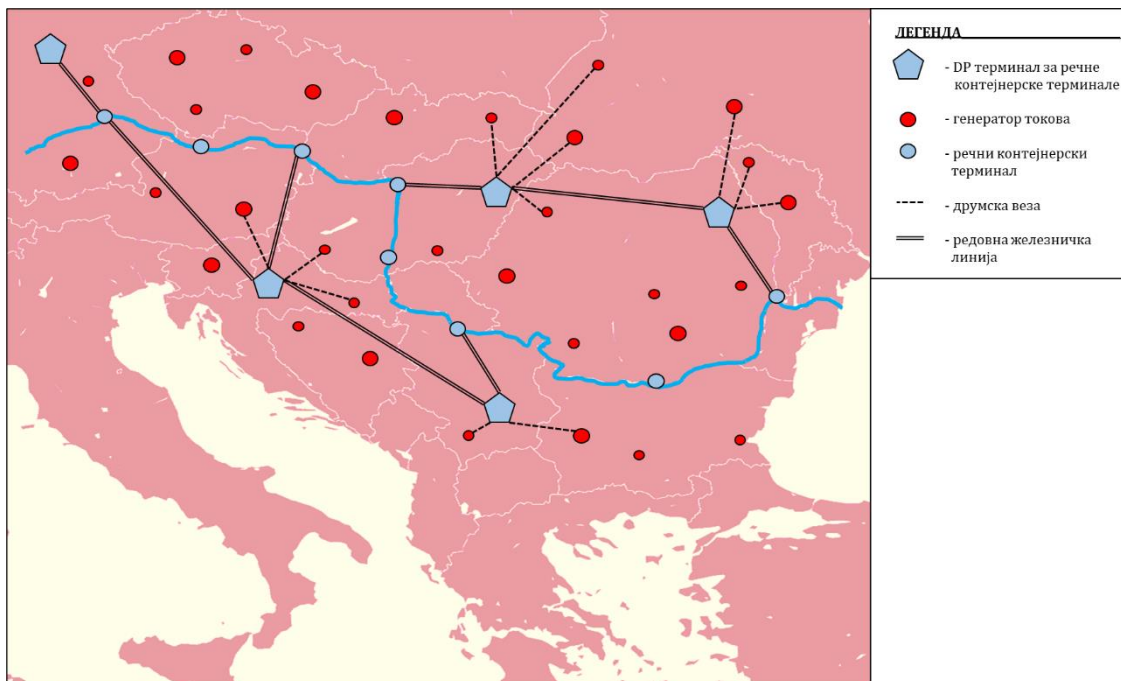 ЛЕГЕНДА
- DP терминал за речне
контејнерске терминале
- генератор токова
- речни контејнерски
терминал
- друмска веза
- редовна железничка
линија